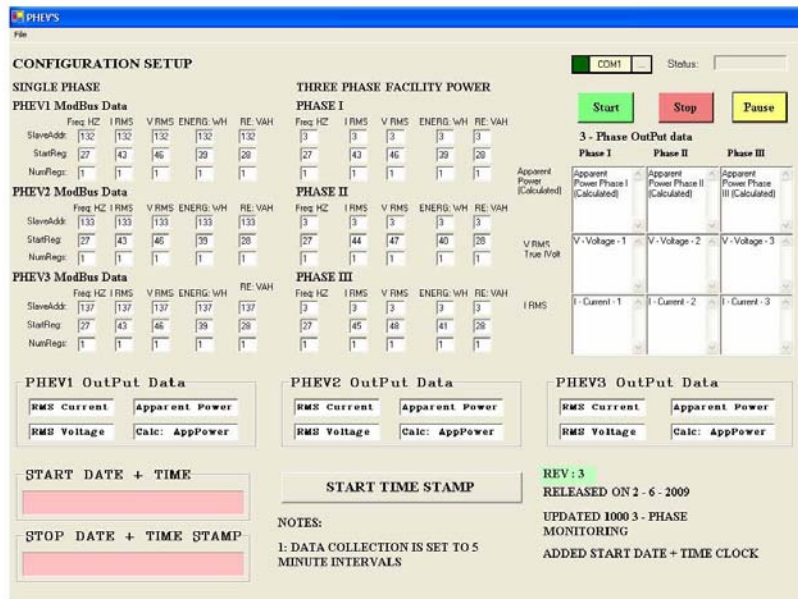 PHEV'S
File
CONFIGURATION SETUP
COM1 ... Status:
SINGLE PHASE
THREE PHASE FACILITY POWER
Start Stop Pause
PHEV1 ModBus Data
Freq: HZ I RMS V RMS ENERG: WH RE: VAH
SlaveAddr: 132 132 132 132 132
StartReg: 27 43 46 39 28
NumRegs: 1 1 1 1 1
PHASE I
Freq: HZ I RMS V RMS ENERG: WH RE: VAH
3 3 3 3 3
27 43 46 39 28
1 1 1 1 1
PHEV2 ModBus Data
Freq: HZ I RMS V RMS ENERG: WH RE: VAH
SlaveAddr: 133 133 133 133 133
StartReg: 27 43 46 39 28
NumRegs: 1 1 1 1 1
PHASE II
Freq: HZ I RMS V RMS ENERG: WH RE: VAH
3 3 3 3 3
27 44 47 40 28
1 1 1 1 1
PHEV3 ModBus Data
Freq: HZ I RMS V RMS ENERG: WH RE: VAH
SlaveAddr: 137 137 137 137 137
StartReg: 27 43 46 39 28
NumRegs: 1 1 1 1 1
PHASE III
Freq: HZ I RMS V RMS ENERG: WH RE: VAH
3 3 3 3 3
27 45 48 41 28
1 1 1 1 1
3 - Phase OutPut data
Phase I Phase II Phase III
Apparent
Power
(Calculated)
Apparent
Power Phase I
(Calculated)
Apparent
Power Phase II
(Calculated)
Apparent
Power Phase
III (Calculated)
V RMS
True /Volt
V - Voltage - 1 V - Voltage - 2 V - Voltage - 3
I RMS
I - Current - 1 I - Current - 2 I - Current - 3
PHEV1 OutPut Data
RMS Current Apparent Power
RMS Voltage Calc: AppPower
PHEV2 OutPut Data
RMS Current Apparent Power
RMS Voltage Calc: AppPower
PHEV3 OutPut Data
RMS Current Apparent Power
RMS Voltage Calc: AppPower
START DATE + TIME
STOP DATE + TIME STAMP
START TIME STAMP
NOTES:
1: DATA COLLECTION IS SET TO 5
MINUTE INTERVALS
REV : 3
RELEASED ON 2 - 6 - 2009
UPDATED 1000 3 - PHASE
MONITORING
ADDED START DATE + TIME CLOCK